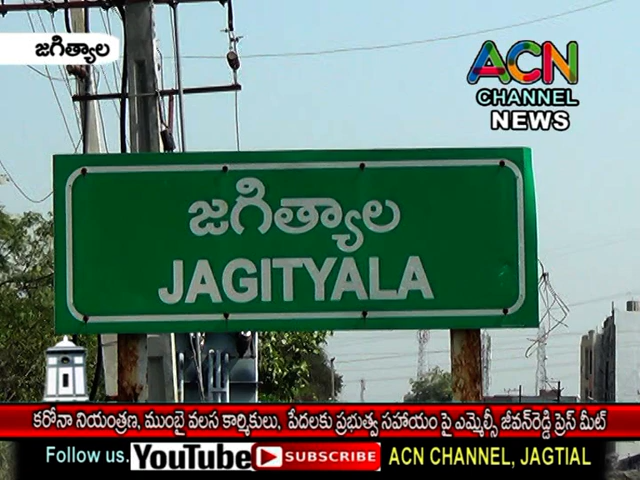 జగిత్యాల
ACN
CHANNEL
NEWS
జగిత్యాల
JAGITYALA
కరోనా నియంత్రణ, ముంబై వలస కార్మికులు, పేదలకు ప్రభుత్వ సహాయం పై ఎమ్మెల్సీ జీవన్‌రెడ్డి ప్రెస్ మీట్
Follow us. YouTube SUBSCRIBE ACN CHANNEL, JAGTIAL